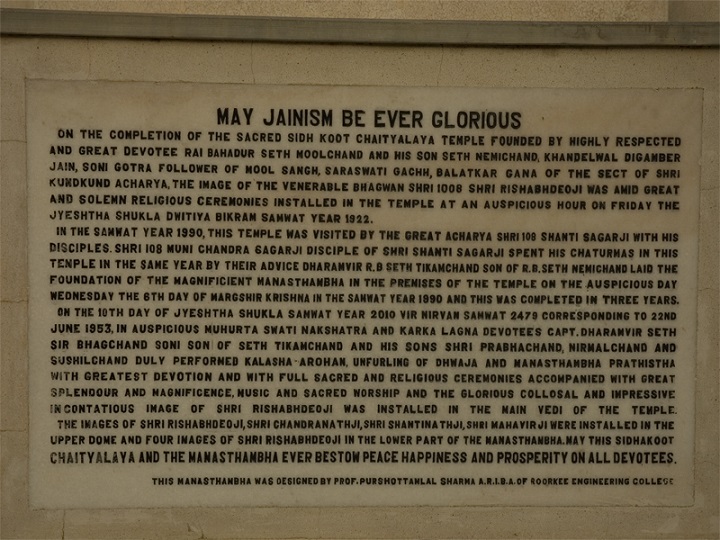 MAY JAINISM BE EVER GLORIOUS
ON THE COMPLETION OF THE SACRED SIDH KOOT CHAITYALAYA TEMPLE FOUNDED BY HIGHLY RESPECTED
AND GREAT DEVOTEE RAI BAHADUR SETH MOOLCHAND AND HIS SON SETH NEMICHAND, KHANDELWAL DIGAMBER
JAIN, SONI GOTRA FOLLOWER OF MOOL SANGH, SARASWATI GACHH, BALATKAR GANA OF THE SECT OF SHRI
KUNDKUND ACHARYA, THE IMAGE OF THE VENERABLE BHAGWAN SHRI 1008 SHRI RISHABHDEOJI WAS AMID GREAT
AND SOLEMN RELIGIOUS CEREMONIES INSTALLED IN THE TEMPLE AT AN AUSPICIOUS HOUR ON FRIDAY THE
JYESHTHA SHUKLA DWITIYA BIKRAM SAMWAT YEAR 1922.
IN THE SAMWAT YEAR 1990, THIS TEMPLE WAS VISITED BY THE GREAT ACHARYA SHRI 108 SHANTI SAGARJI WITH HIS
DISCIPLES. SHRI 108 MUNI CHANDRA SAGARJI DISCIPLE OF SHRI SHANTI SAGARJI SPENT HIS CHATURMAS IN THIS
TEMPLE IN THE SAME YEAR BY THEIR ADVICE DHARAMVIR R.B SETH TIKAMCHAND SON OF R.B. SETH NEMICHAND LAID THE
FOUNDATION OF THE MAGNIFICENT MANASTHAMBHA IN THE PREMISES OF THE TEMPLE ON THE AUSPICIOUS DAY
WEDNESDAY THE 6TH DAY OF MARGSHIR KRISHNA IN THE SAMWAT YEAR 1990 AND THIS WAS COMPLETED IN THREE YEARS.
ON THE 10TH DAY OF JYESHTHA SHUKLA SAMWAT YEAR 2010 VIR NIRVAN SAMWAT 2479 CORRESPONDING TO 22ND
JUNE 1953, IN AUSPICIOUS MUHURTA SWATI NAKSHATRA AND KARKA LAGNA DEVOTEES CAPT. DHARAMVIR SETH
SIR BHAGCHAND SONI SON OF SETH TIKAMCHAND AND HIS SONS SHRI PRABHACHAND, NIRMALCHAND AND
SUSHILCHAND DULY PERFORMED KALASHA-AROHAN, UNFURLING OF DHWAJA AND MANASTHAMBHA PRATHISTHA
WITH GREATEST DEVOTION AND WITH FULL SACRED AND RELIGIOUS CEREMONIES ACCOMPANIED WITH GREAT
SPLENDOUR AND MAGNIFICENCE, MUSIC AND SACRED WORSHIP AND THE GLORIOUS COLLOSAL AND IMPRESSIVE
INCONTATIOUS IMAGE OF SHRI RISHABHDEOJI WAS INSTALLED IN THE MAIN VEDI OF THE TEMPLE.
THE IMAGES OF SHRI RISHABHDEOJI, SHRI CHANDRANATHJI, SHRI SHANTINATHJI, SHRI MAHAVIRJI WERE INSTALLED IN THE
UPPER DOME AND FOUR IMAGES OF SHRI RISHABHDEOJI IN THE LOWER PART OF THE MANASTHAMBHA. MAY THIS SIDHAKOOT
CHAITYALAYA AND THE MANASTHAMBHA EVER BESTOW PEACE HAPPINESS AND PROSPERITY ON ALL DEVOTEES.
THIS MANASTHAMBHA WAS DESIGNED BY PROF. PURSHOTTAMLAL SHARMA A.R.I.B.A. OF ROORKEE ENGINEERING COLLEGE